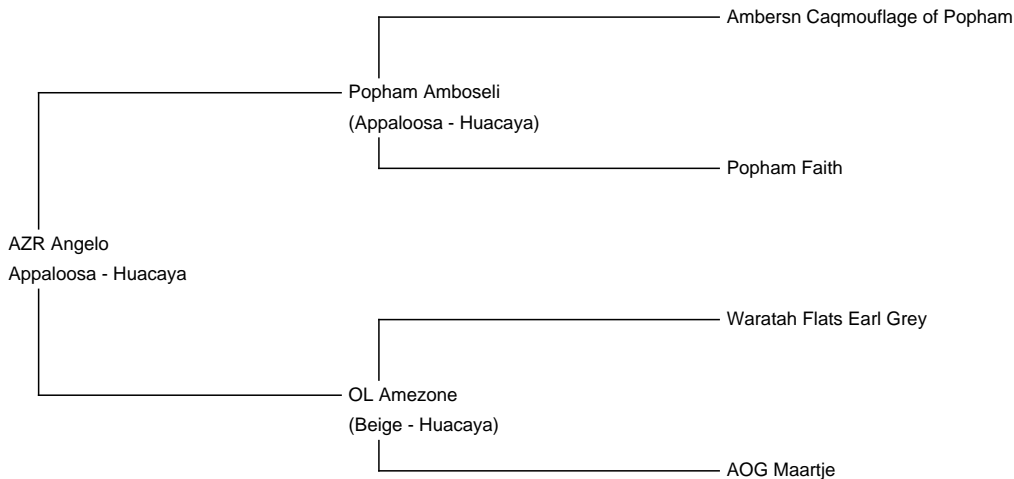 Ambersn Caqmouflage of Popham
Popham Amboseli
(Appaloosa - Huacaya)
Popham Faith
AZR Angelo
Appaloosa - Huacaya
Waratah Flats Earl Grey
OL Amezone
(Beige - Huacaya)
AOG Maartje